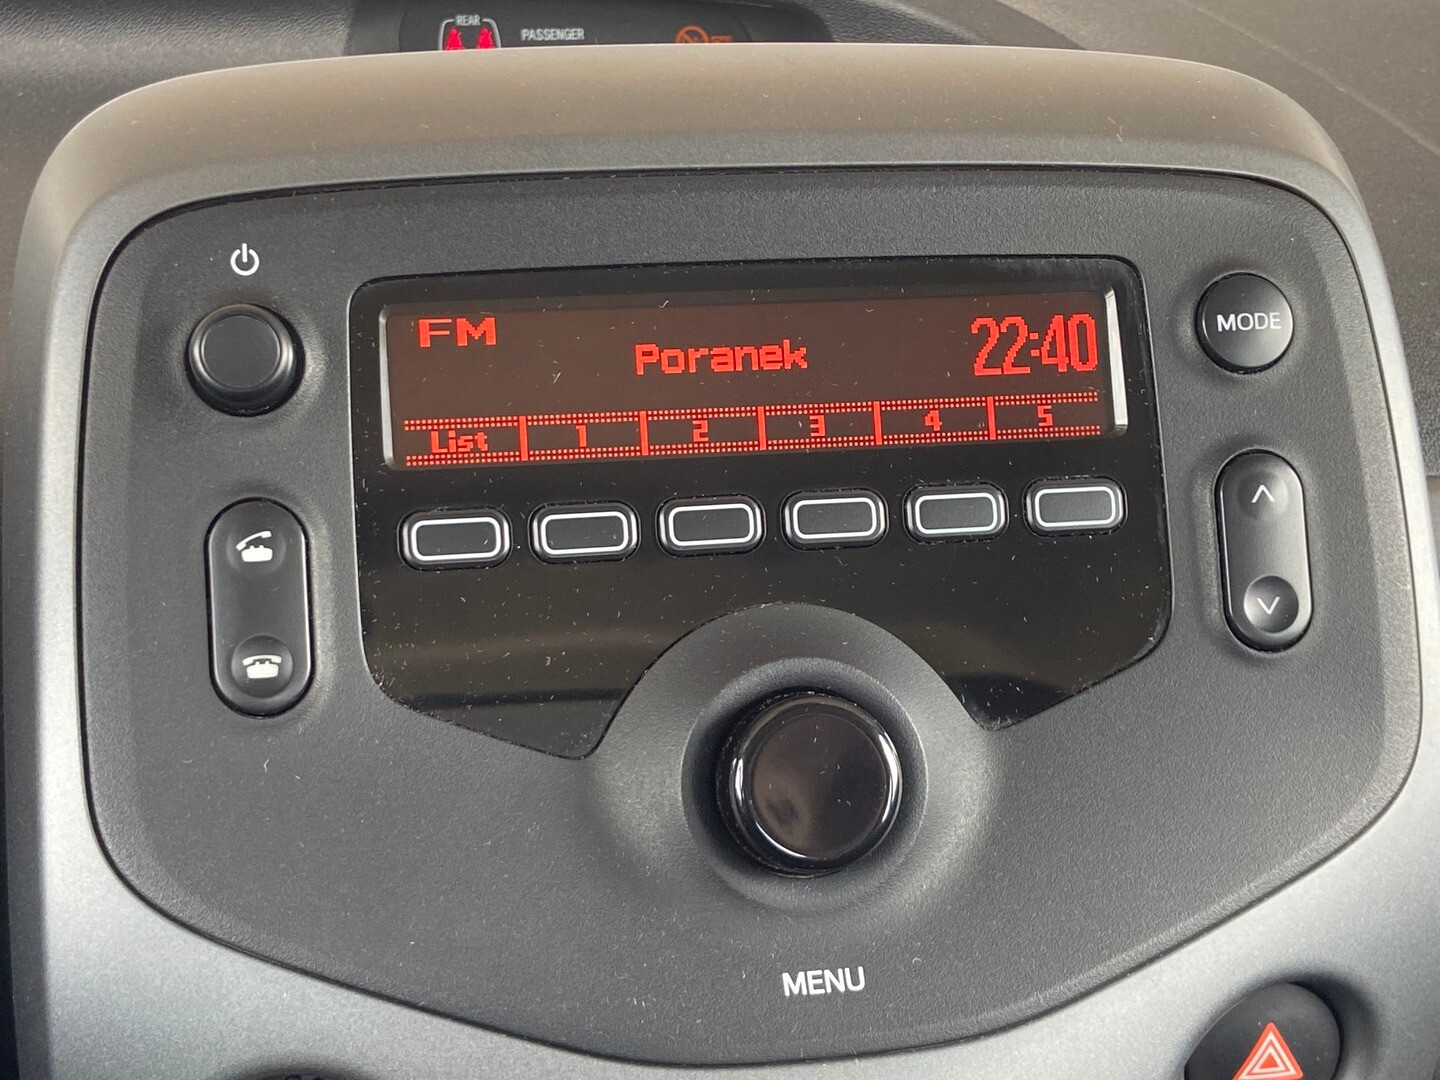 REAR
PASSENGER
FM
Poranek
22:40
MODE
List 1 2 3 4 5
MENU